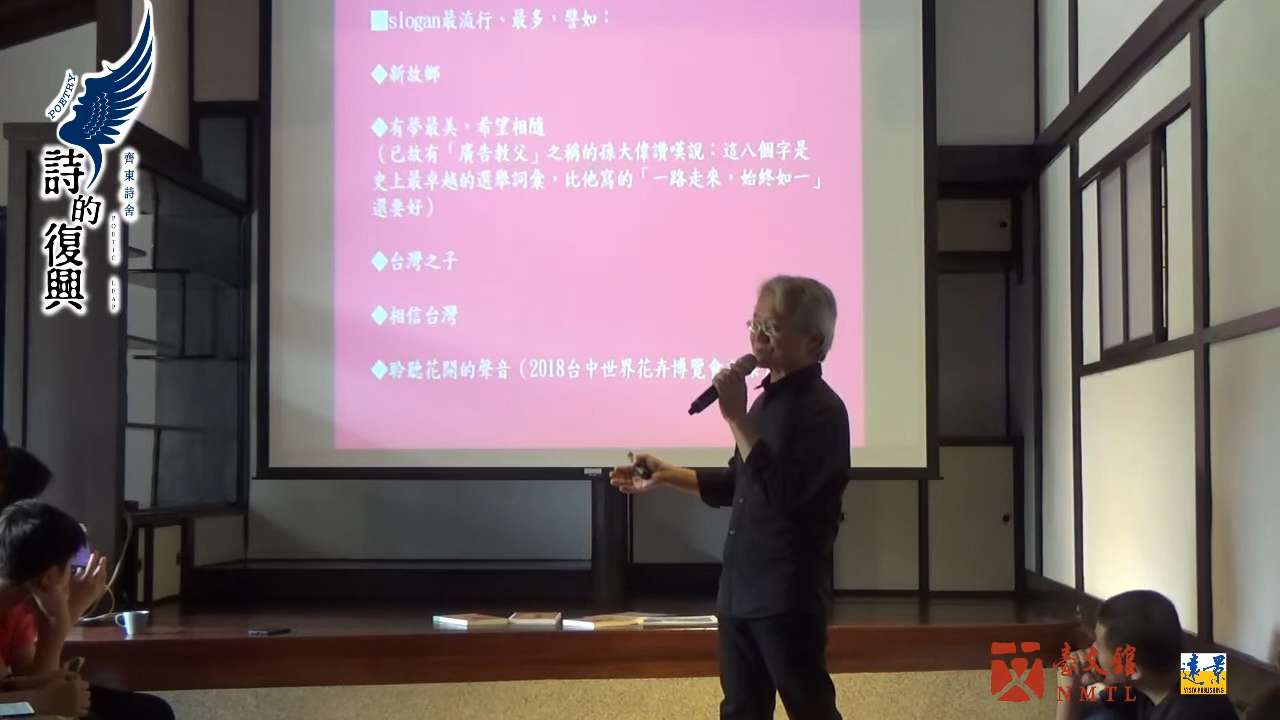 POETRY
詩的復興
齊東詩舍
POETIC LEAP
slogan最流行、最多，譬如：
◆新故鄉
◆有夢最美，希望相隨
（已故有「廣告教父」之稱的孫大偉讚嘆說：這八個字是
史上最卓越的選舉詞彙，比他寫的「一路走來，始終如一」
還要好）
◆台灣之子
◆相信台灣
◆聆聽花開的聲音（2018台中世界花卉博覽會
臺文館
NMTL
遠景
VISTA PUBLISHING